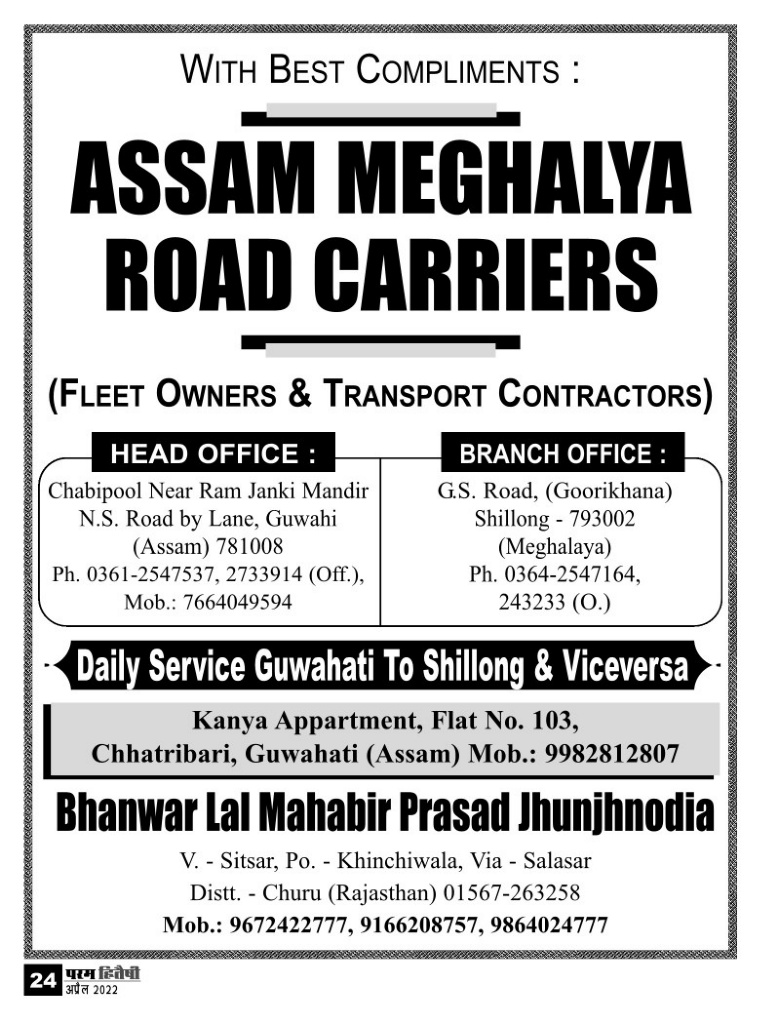 WITH BEST COMPLIMENTS :
ASSAM MEGHALYA
ROAD CARRIERS
(FLEET OWNERS & TRANSPORT CONTRACTORS)
HEAD OFFICE :
Chabipool Near Ram Janki Mandir
N.S. Road by Lane, Guwahi
(Assam) 781008
Ph. 0361-2547537, 2733914 (Off.),
Mob.: 7664049594
BRANCH OFFICE :
G.S. Road, (Goorikhana)
Shillong - 793002
(Meghalaya)
Ph. 0364-2547164,
243233 (O.)
Daily Service Guwahati To Shillong & Viceversa
Kanya Appartment, Flat No. 103,
Chhatribari, Guwahati (Assam) Mob.: 9982812807
Bhanwar Lal Mahabir Prasad Jhunjhnodia
V. - Sitsar, Po. - Khinchiwala, Via - Salasar
Distt. - Churu (Rajasthan) 01567-263258
Mob.: 9672422777, 9166208757, 9864024777
24 परम हितैषी
अप्रैल 2022